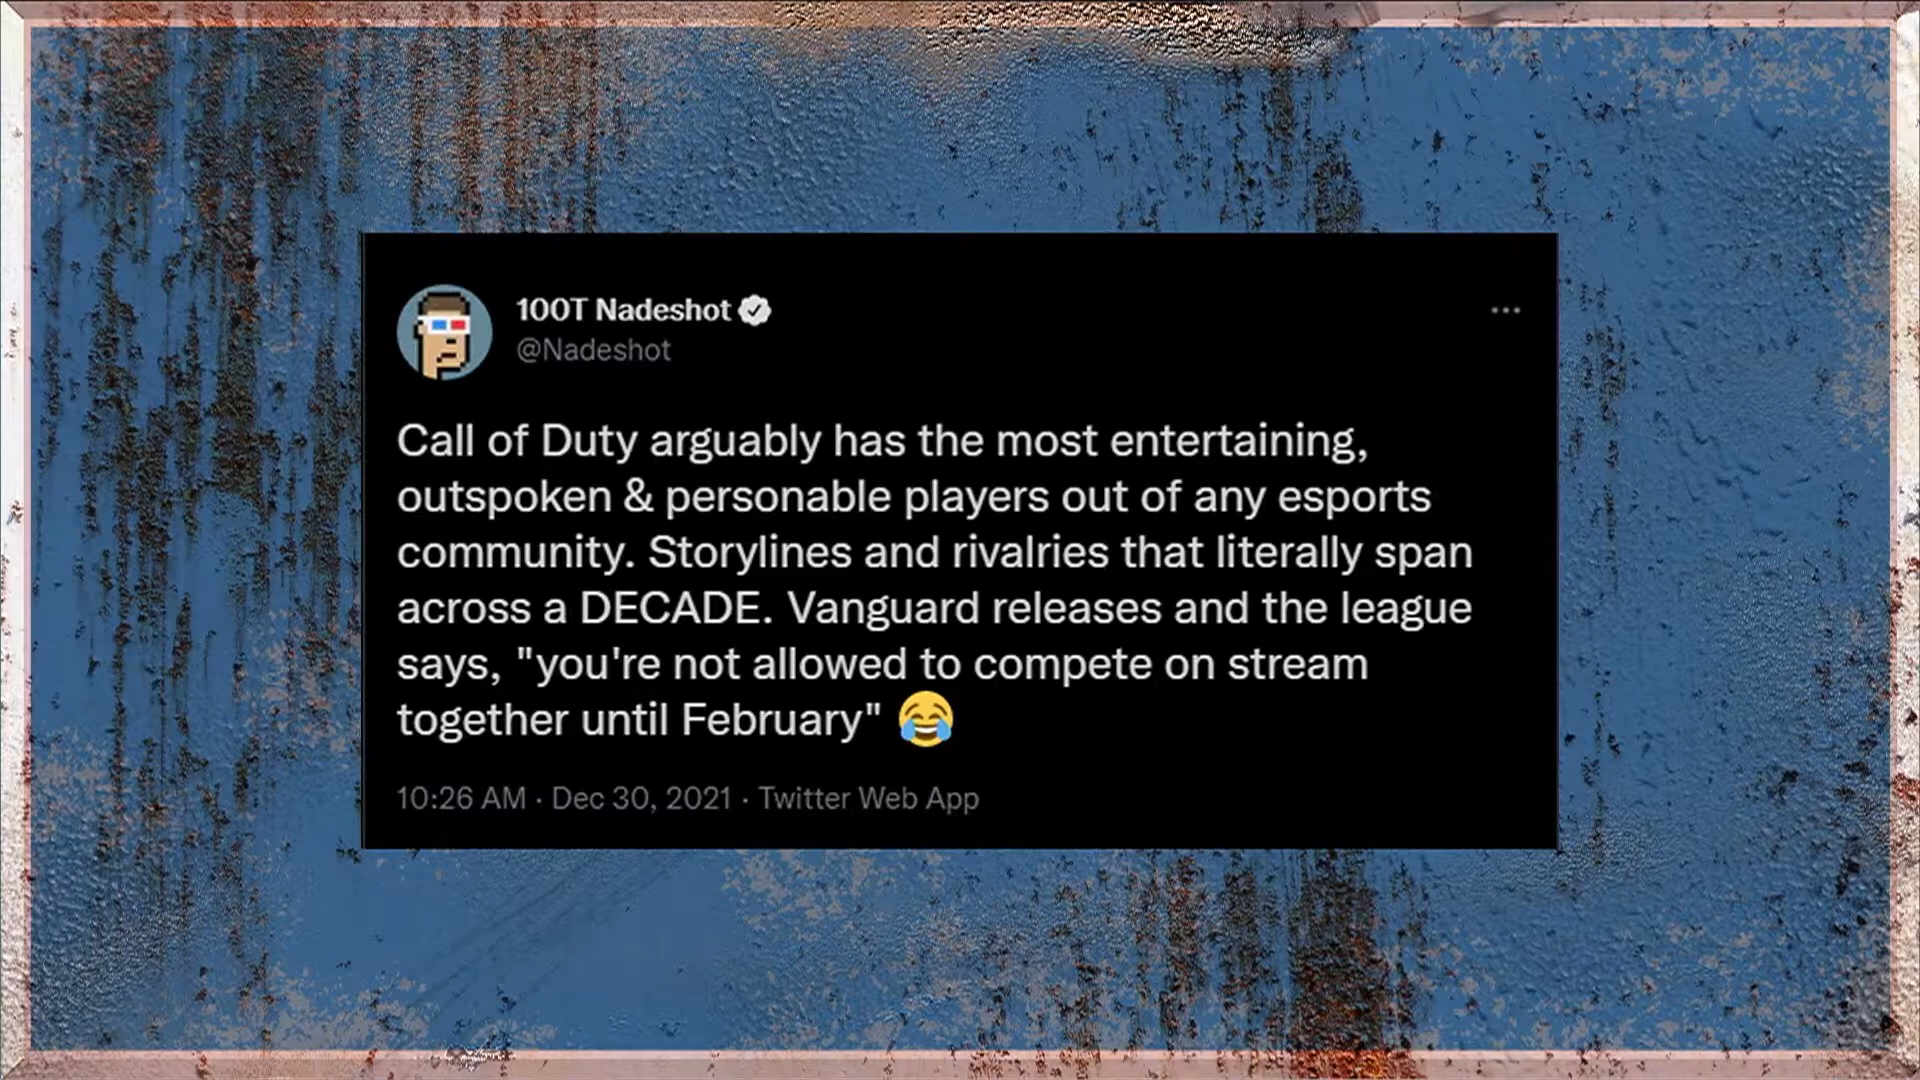 100T Nadeshot
@Nadeshot
Call of Duty arguably has the most entertaining,
outspoken & personable players out of any esports
community. Storylines and rivalries that literally span
across a DECADE. Vanguard releases and the league
says, "you're not allowed to compete on stream
together until February" 😂
10:26 AM · Dec 30, 2021 · Twitter Web App